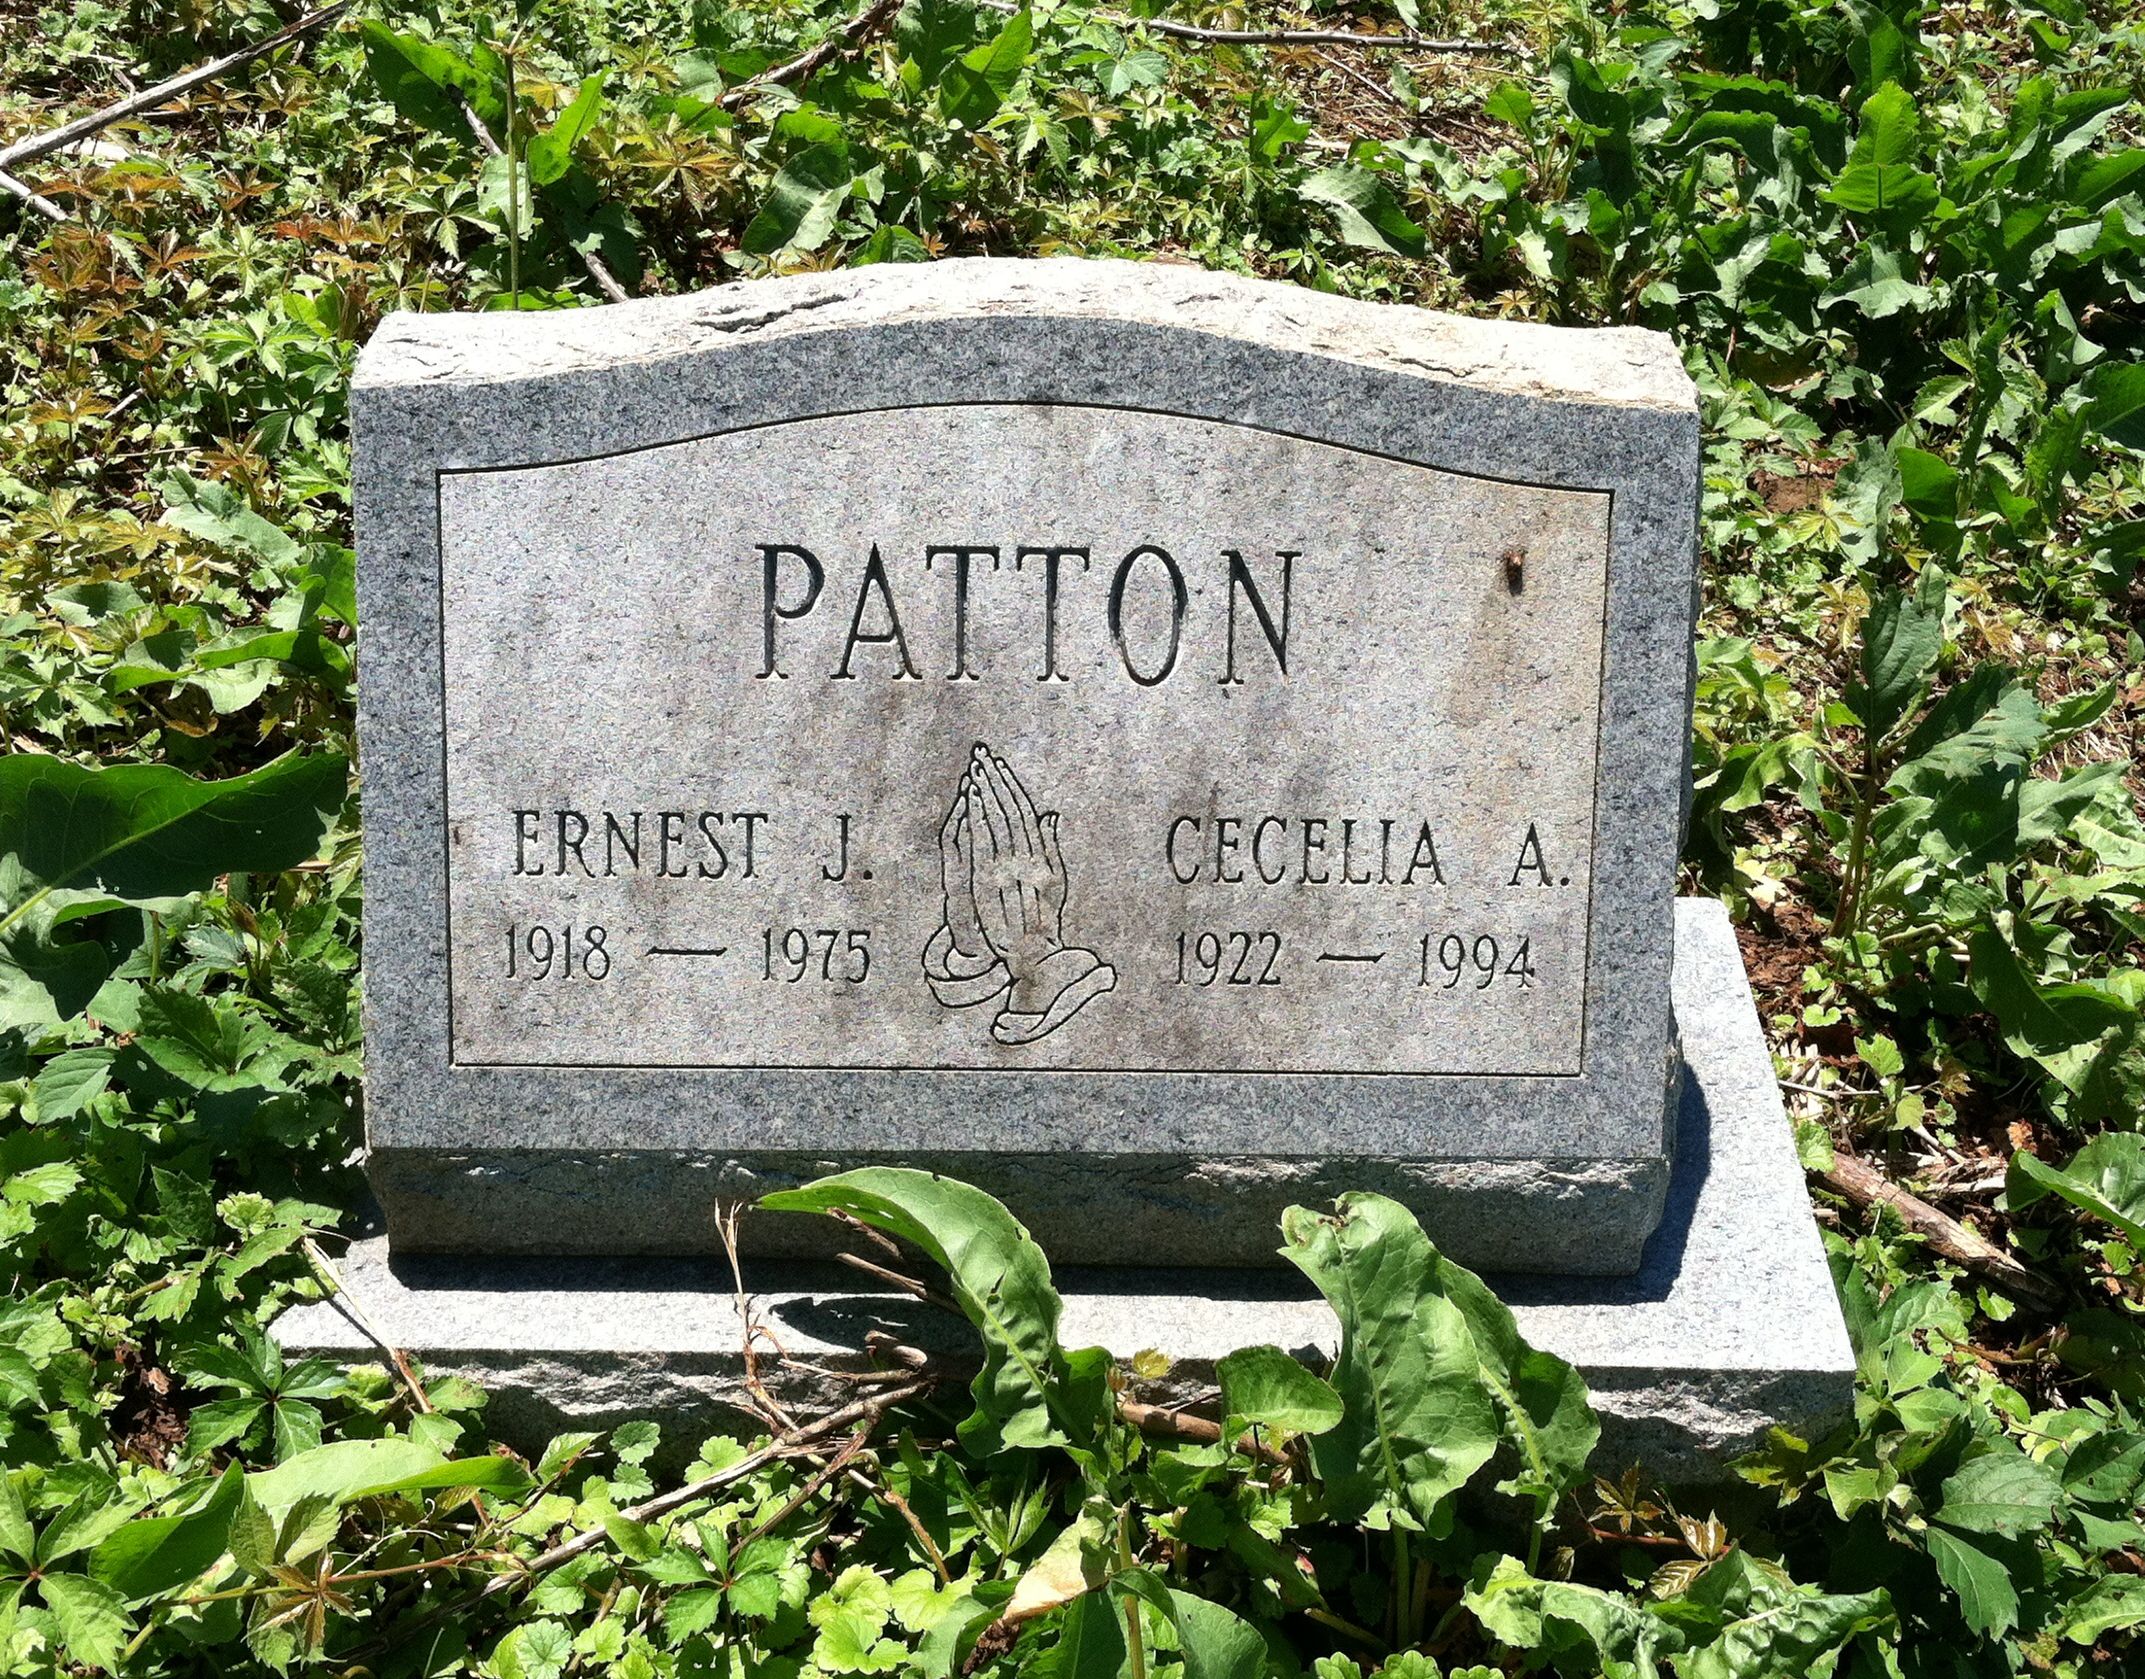 PATTON
ERNEST J. CECELIA A.
1918 — 1975 1922 — 1994